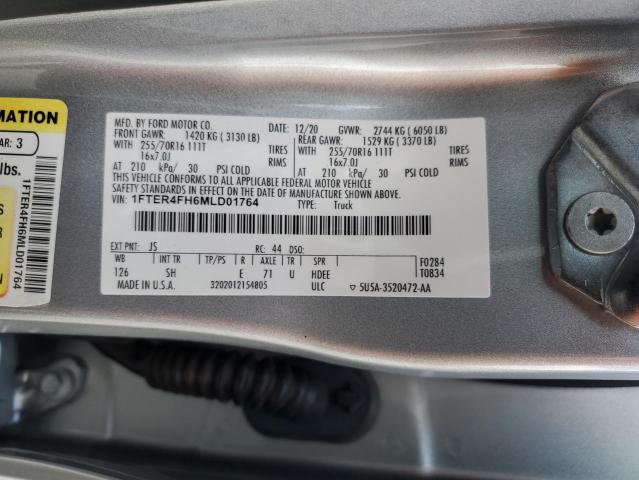 MFD. BY FORD MOTOR CO. DATE: 12/20 GVWR: 2744 KG ( 6050 LB)
FRONT GAWR: 1420 KG ( 3130 LB) REAR GAWR: 1529 KG ( 3370 LB)
WITH 255/70R16 111T TIRES WITH 255/70R16 111T TIRES
16x7.0J RIMS 16x7.0J RIMS
AT 210 kPa/ 30 PSI COLD AT 210 kPa/ 30 PSI COLD
THIS VEHICLE CONFORMS TO ALL APPLICABLE FEDERAL MOTOR VEHICLE
SAFETY STANDARDS IN EFFECT ON THE DATE OF MANUFACTURE SHOWN ABOVE.
VIN: 1FTER4FH6MLD01764 TYPE: Truck
EXT PNT: JS RC: 44 DSO:
WB INT TR TP/PS R AXLE TR SPR F0284
126 SH E 71 U HDEE T0834
MADE IN U.S.A. 3202012154805 ULC 5U5A-3520472-AA
MATION
AR: 3
lbs.
1FTER4FH6MLD01764